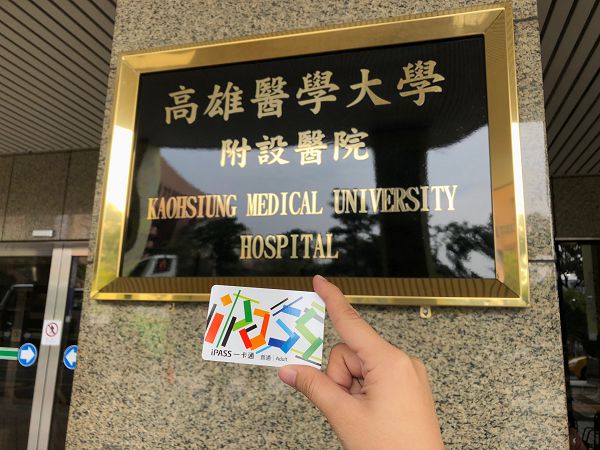 高雄醫學大學
附設醫院
KAOHSIUNG MEDICAL UNIVERSITY
HOSPITAL
iPASS
iPASS 一卡通 普通 | Adult